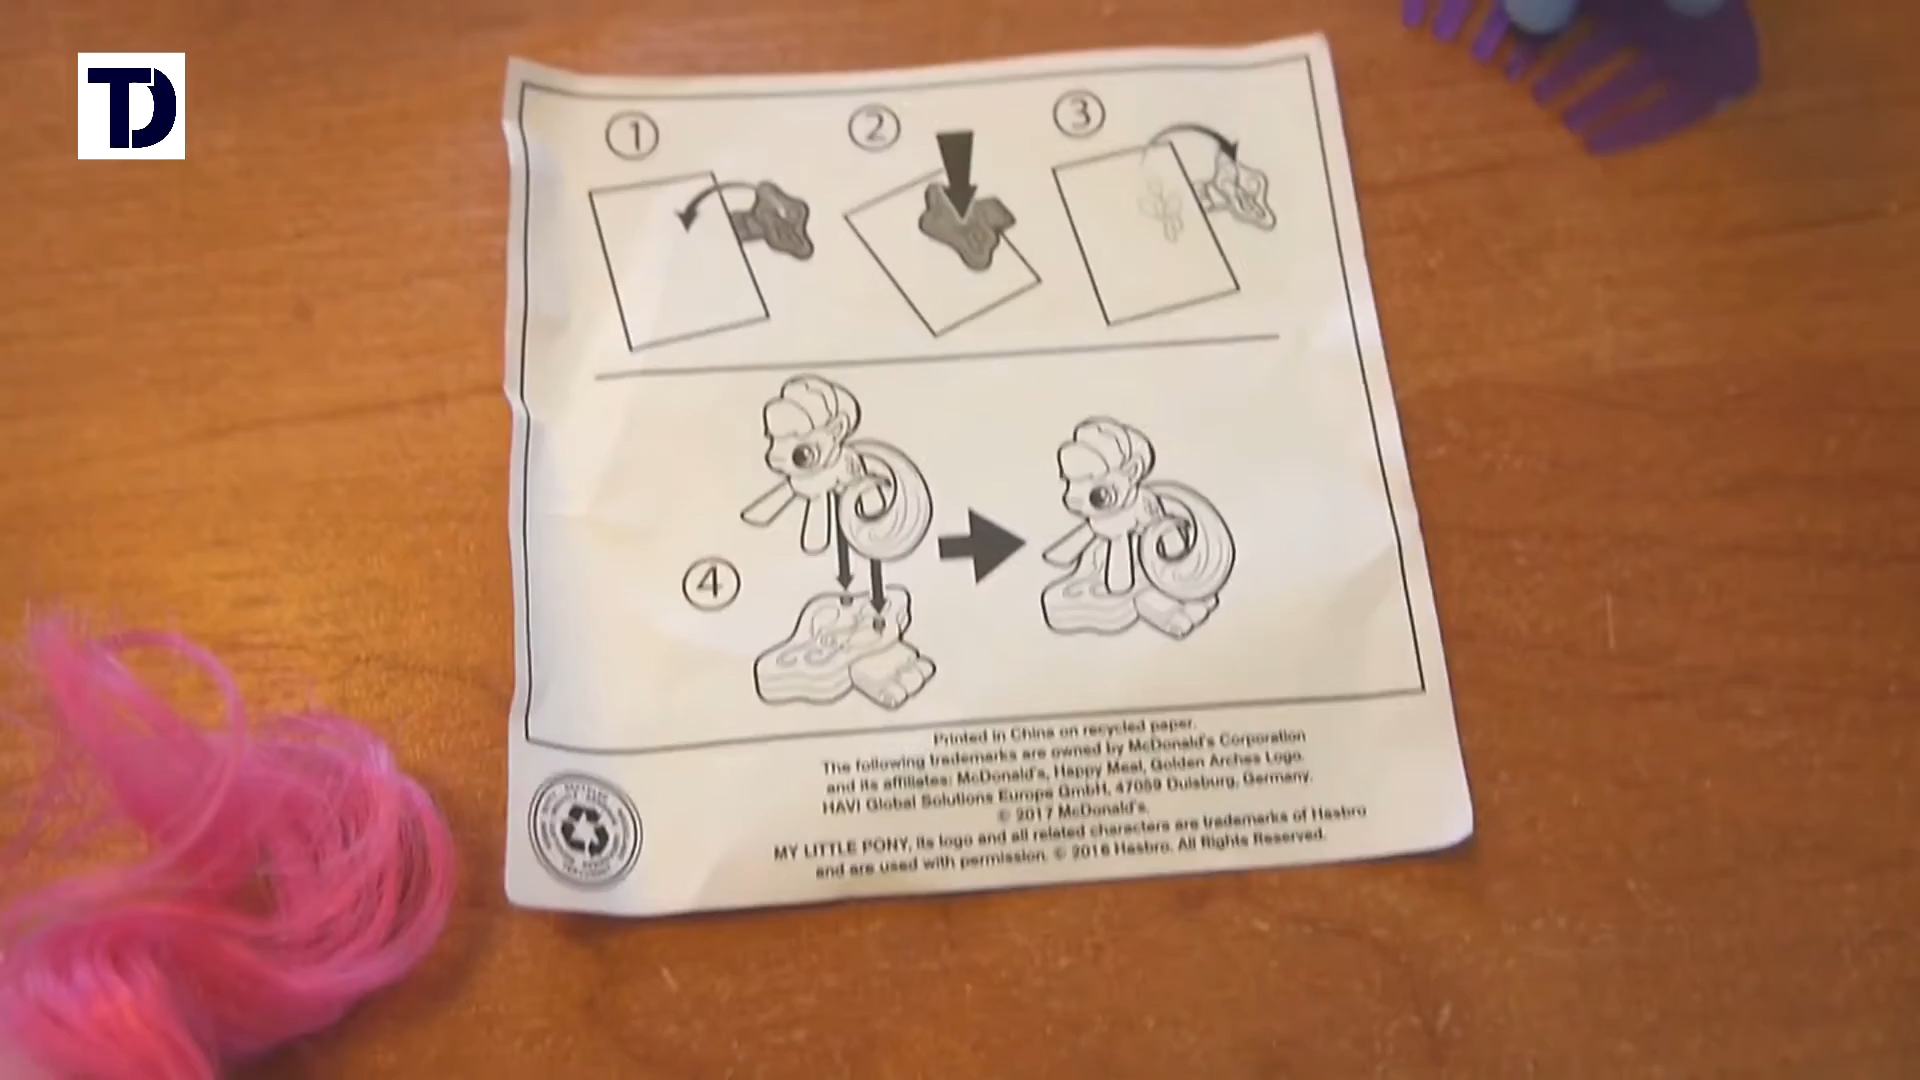 TD
1
2
3
4
Printed in China on recycled paper.
The following trademarks are owned by McDonald's Corporation
and its affiliates: McDonald's, Happy Meal, Golden Arches Logo.
HAVI Global Solutions Europe GmbH, 47059 Duisburg, Germany.
© 2017 McDonald's.
MY LITTLE PONY, its logo and all related characters are trademarks of Hasbro
and are used with permission. © 2016 Hasbro. All Rights Reserved.